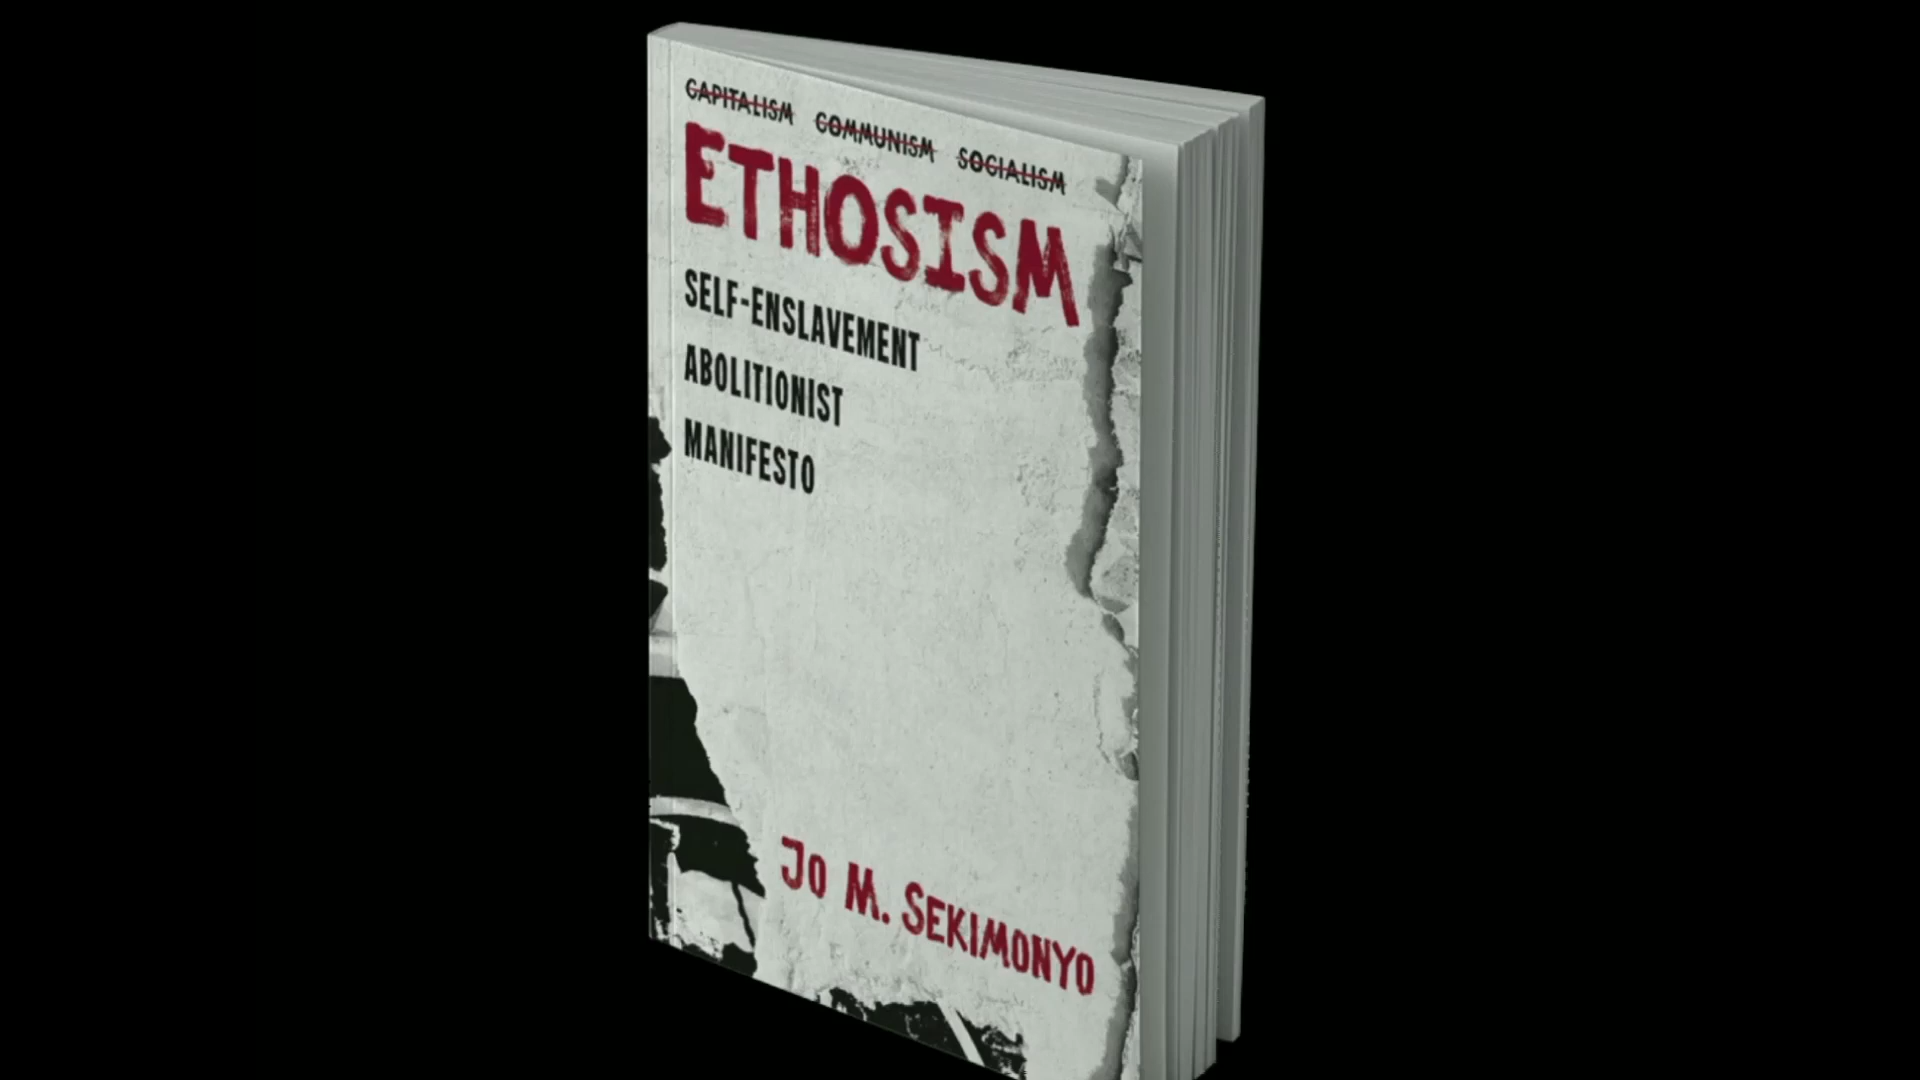 CAPITALISM COMMUNISM SOCIALISM
ETHOSISM
SELF-ENSLAVEMENT
ABOLITIONIST
MANIFESTO
JO M. SEKIMONYO